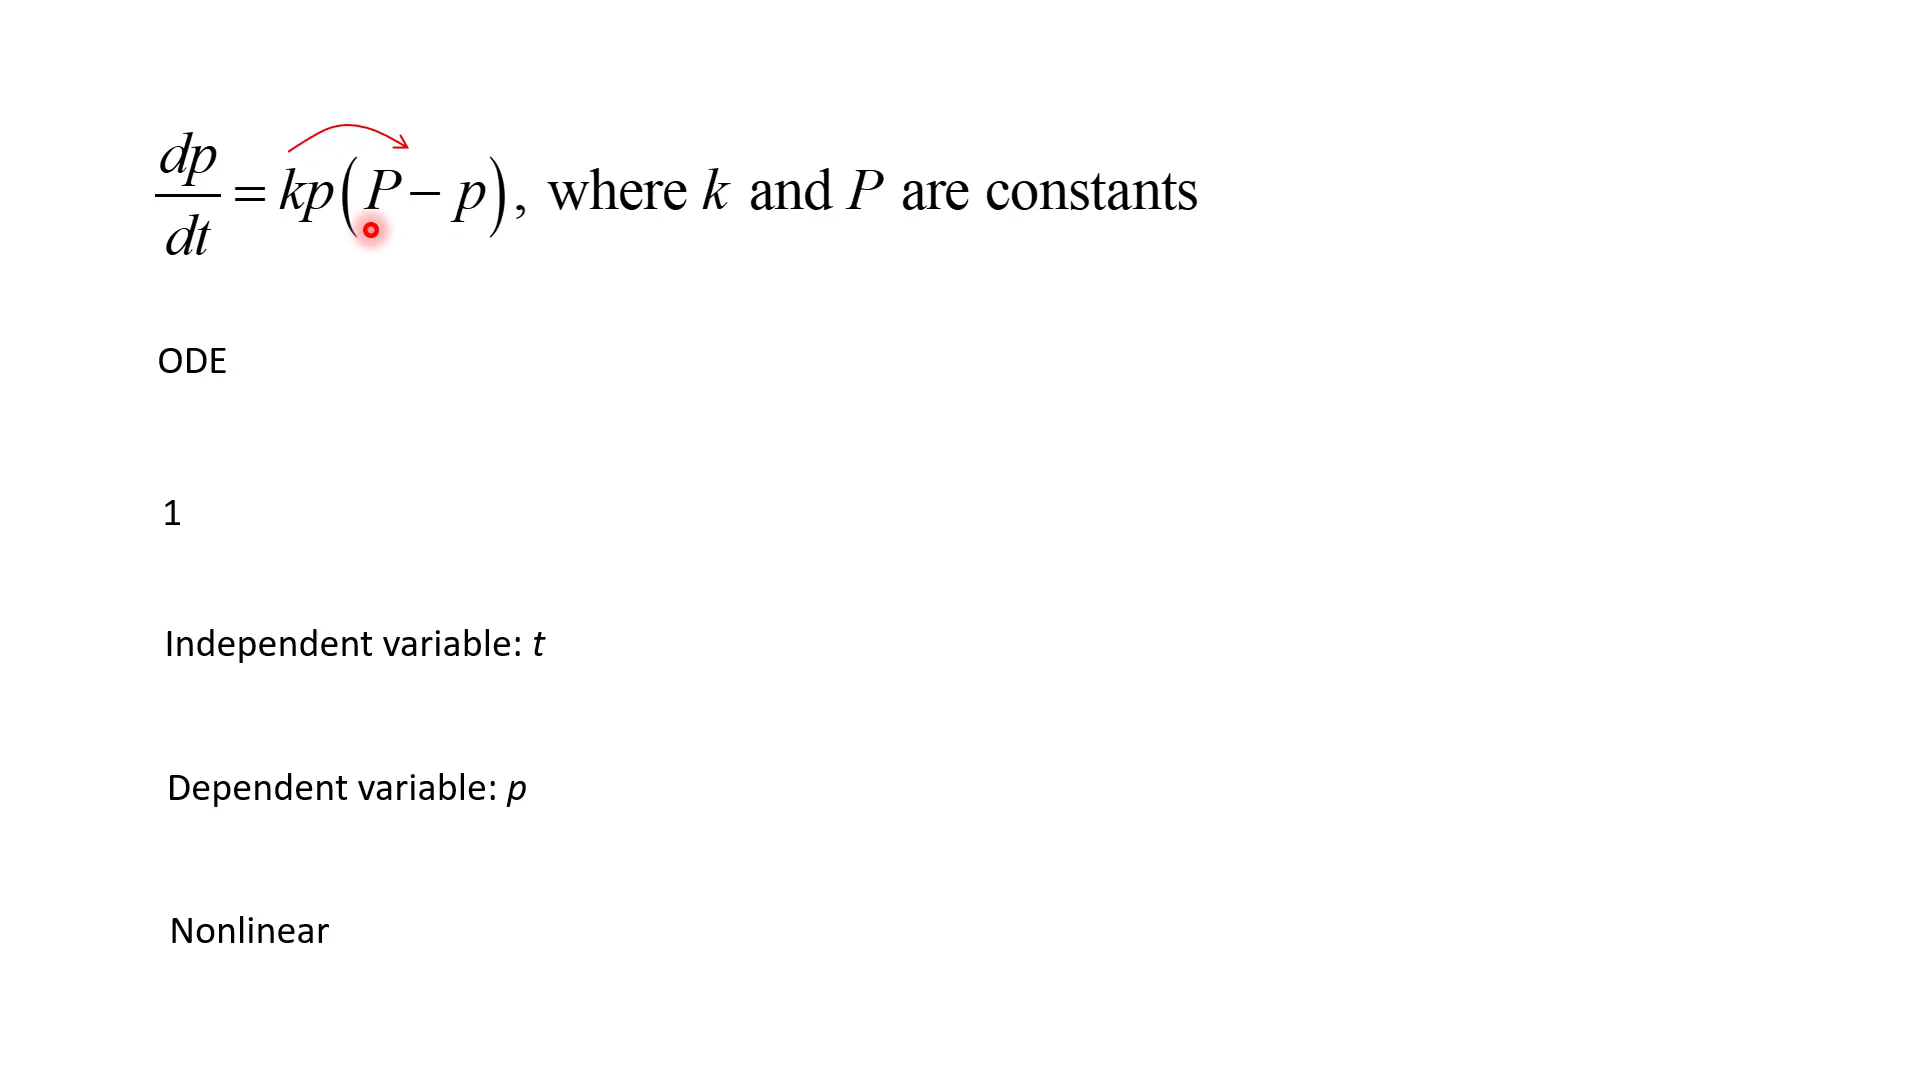 dp/dt = kp(P − p), where k and P are constants
ODE
1
Independent variable: t
Dependent variable: p
Nonlinear